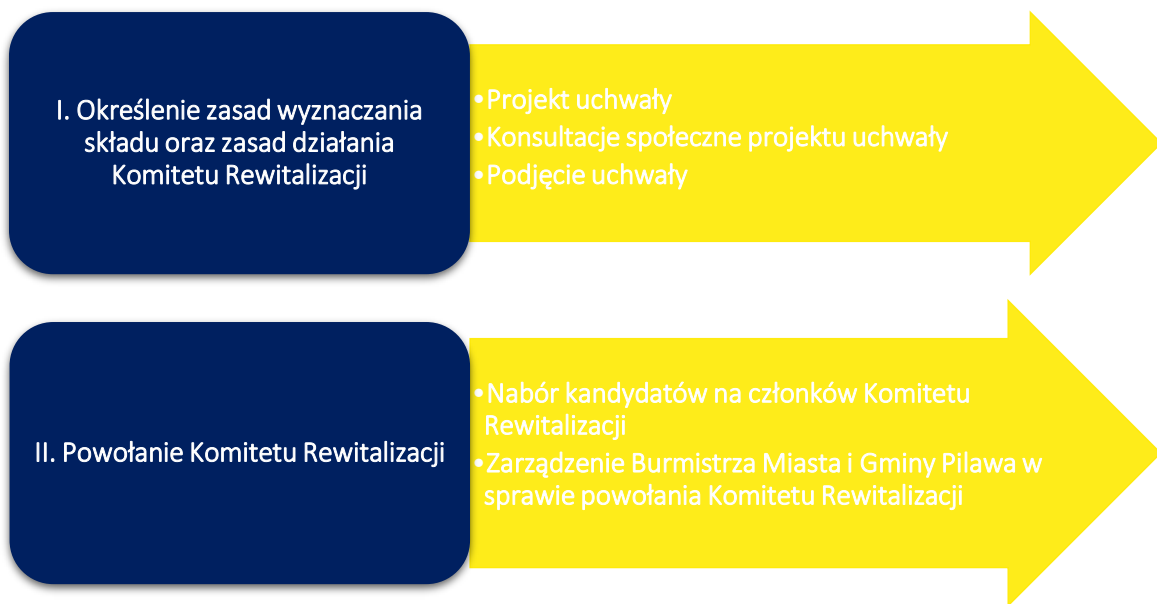 I. Określenie zasad wyznaczania
składu oraz zasad działania
Komitetu Rewitalizacji
•Projekt uchwały
•Konsultacje społeczne projektu uchwały
•Podjęcie uchwały
II. Powołanie Komitetu Rewitalizacji
•Nabór kandydatów na członków Komitetu
Rewitalizacji
•Zarządzenie Burmistrza Miasta i Gminy Pilawa w
sprawie powołania Komitetu Rewitalizacji